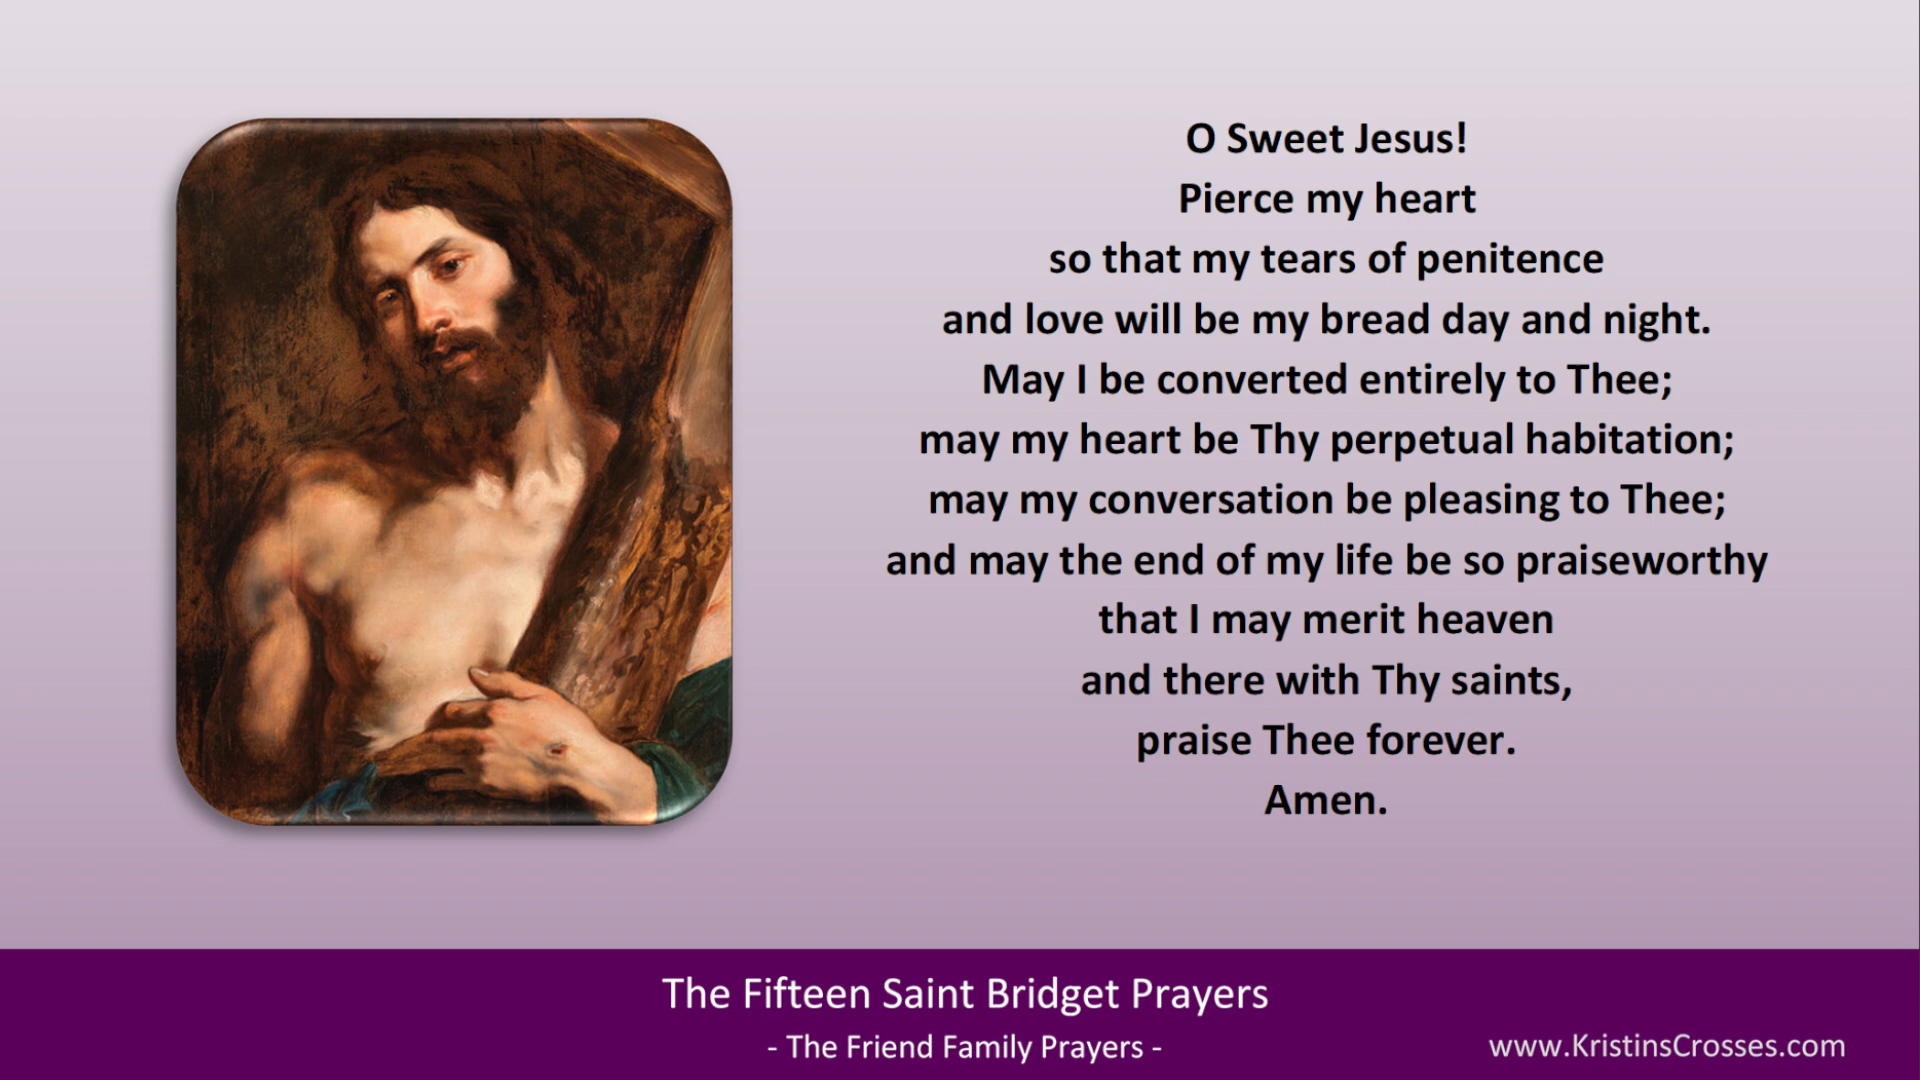 O Sweet Jesus!
Pierce my heart
so that my tears of penitence
and love will be my bread day and night.
May I be converted entirely to Thee;
may my heart be Thy perpetual habitation;
may my conversation be pleasing to Thee;
and may the end of my life be so praiseworthy
that I may merit heaven
and there with Thy saints,
praise Thee forever.
Amen.
The Fifteen Saint Bridget Prayers
- The Friend Family Prayers -
www.KristinsCrosses.com